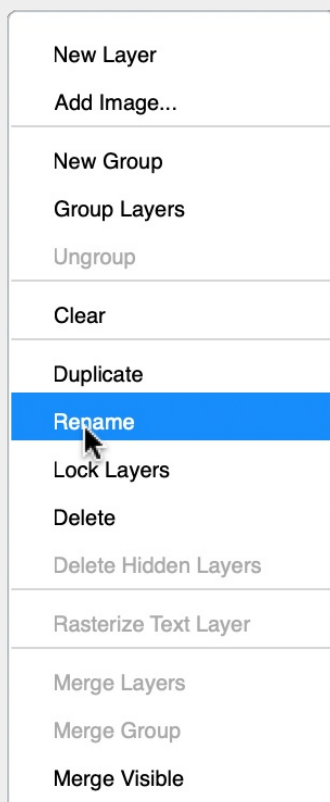 New Layer
Add Image...
New Group
Group Layers
Ungroup
Clear
Duplicate
Rename
Lock Layers
Delete
Delete Hidden Layers
Rasterize Text Layer
Merge Layers
Merge Group
Merge Visible